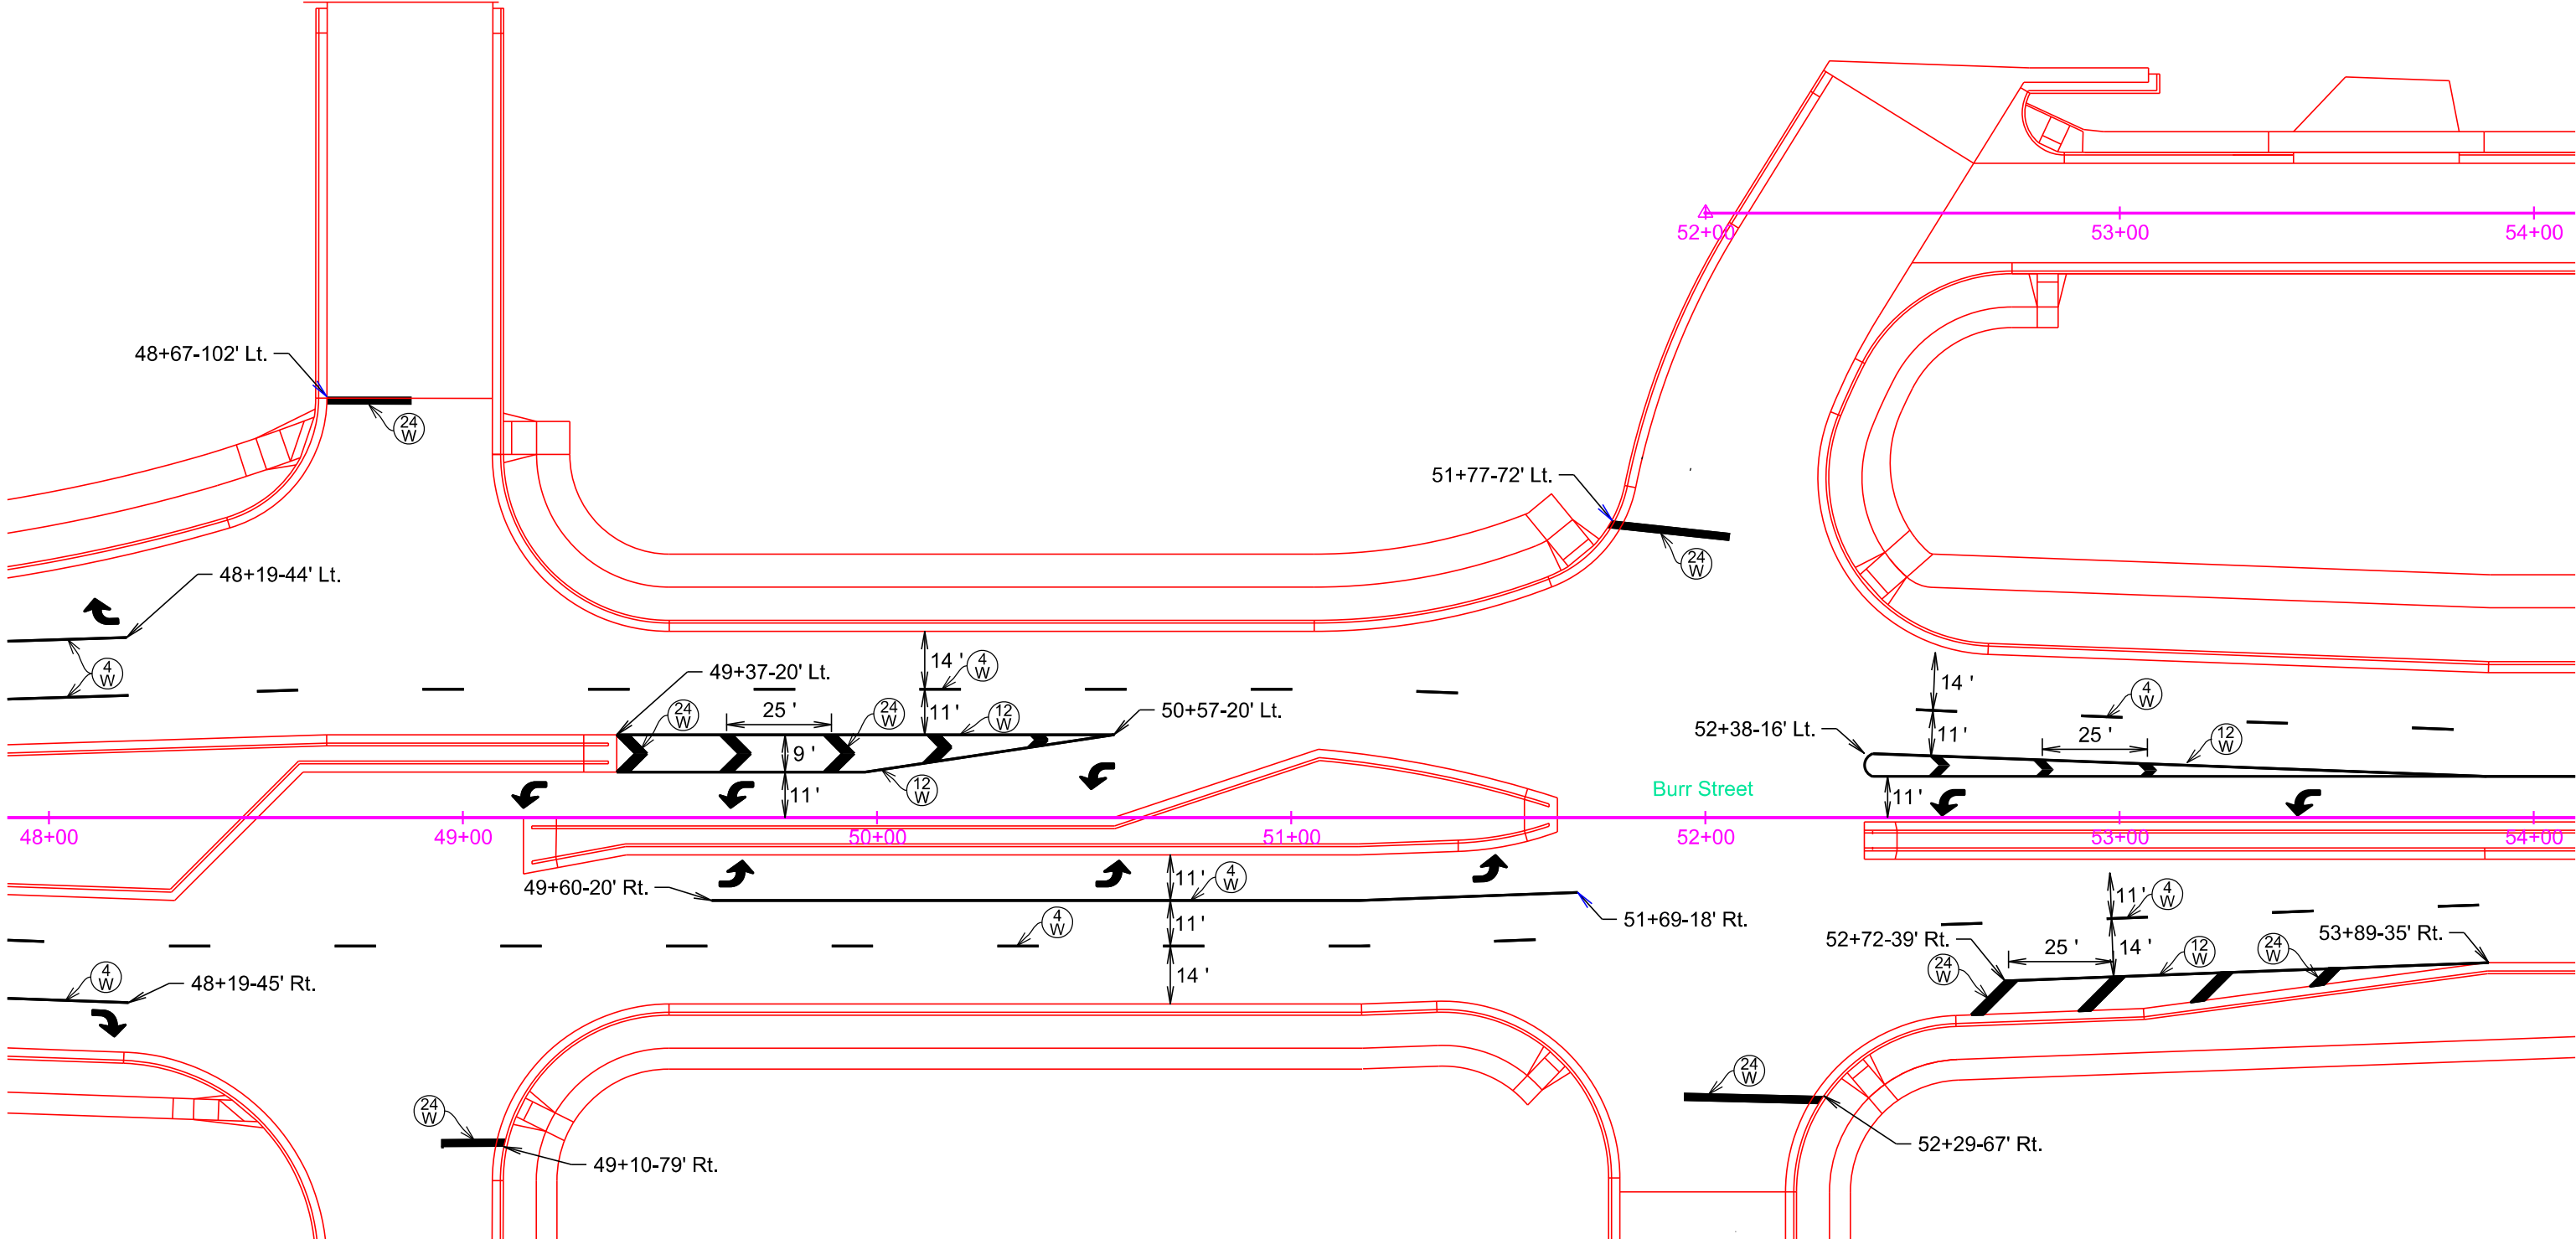 52+00
53+00
54+00
48+67-102' Lt.
24
W
51+77-72' Lt.
24
W
48+19-44' Lt.
4
W
49+37-20' Lt.
14 '
4
W
14 '
4
W
24
W
25 '
24
W
11'
12
W
50+57-20' Lt.
52+38-16' Lt.
11'
25 '
12
W
9 '
12
W
11'
Burr Street
11'
48+00
49+00
50+00
51+00
52+00
53+00
54+00
49+60-20' Rt.
11'
4
W
11'
4
W
4
W
11'
51+69-18' Rt.
52+72-39' Rt.
25 '
14 '
12
W
24
W
53+89-35' Rt.
24
W
4
W
48+19-45' Rt.
14 '
24
W
24
W
49+10-79' Rt.
52+29-67' Rt.